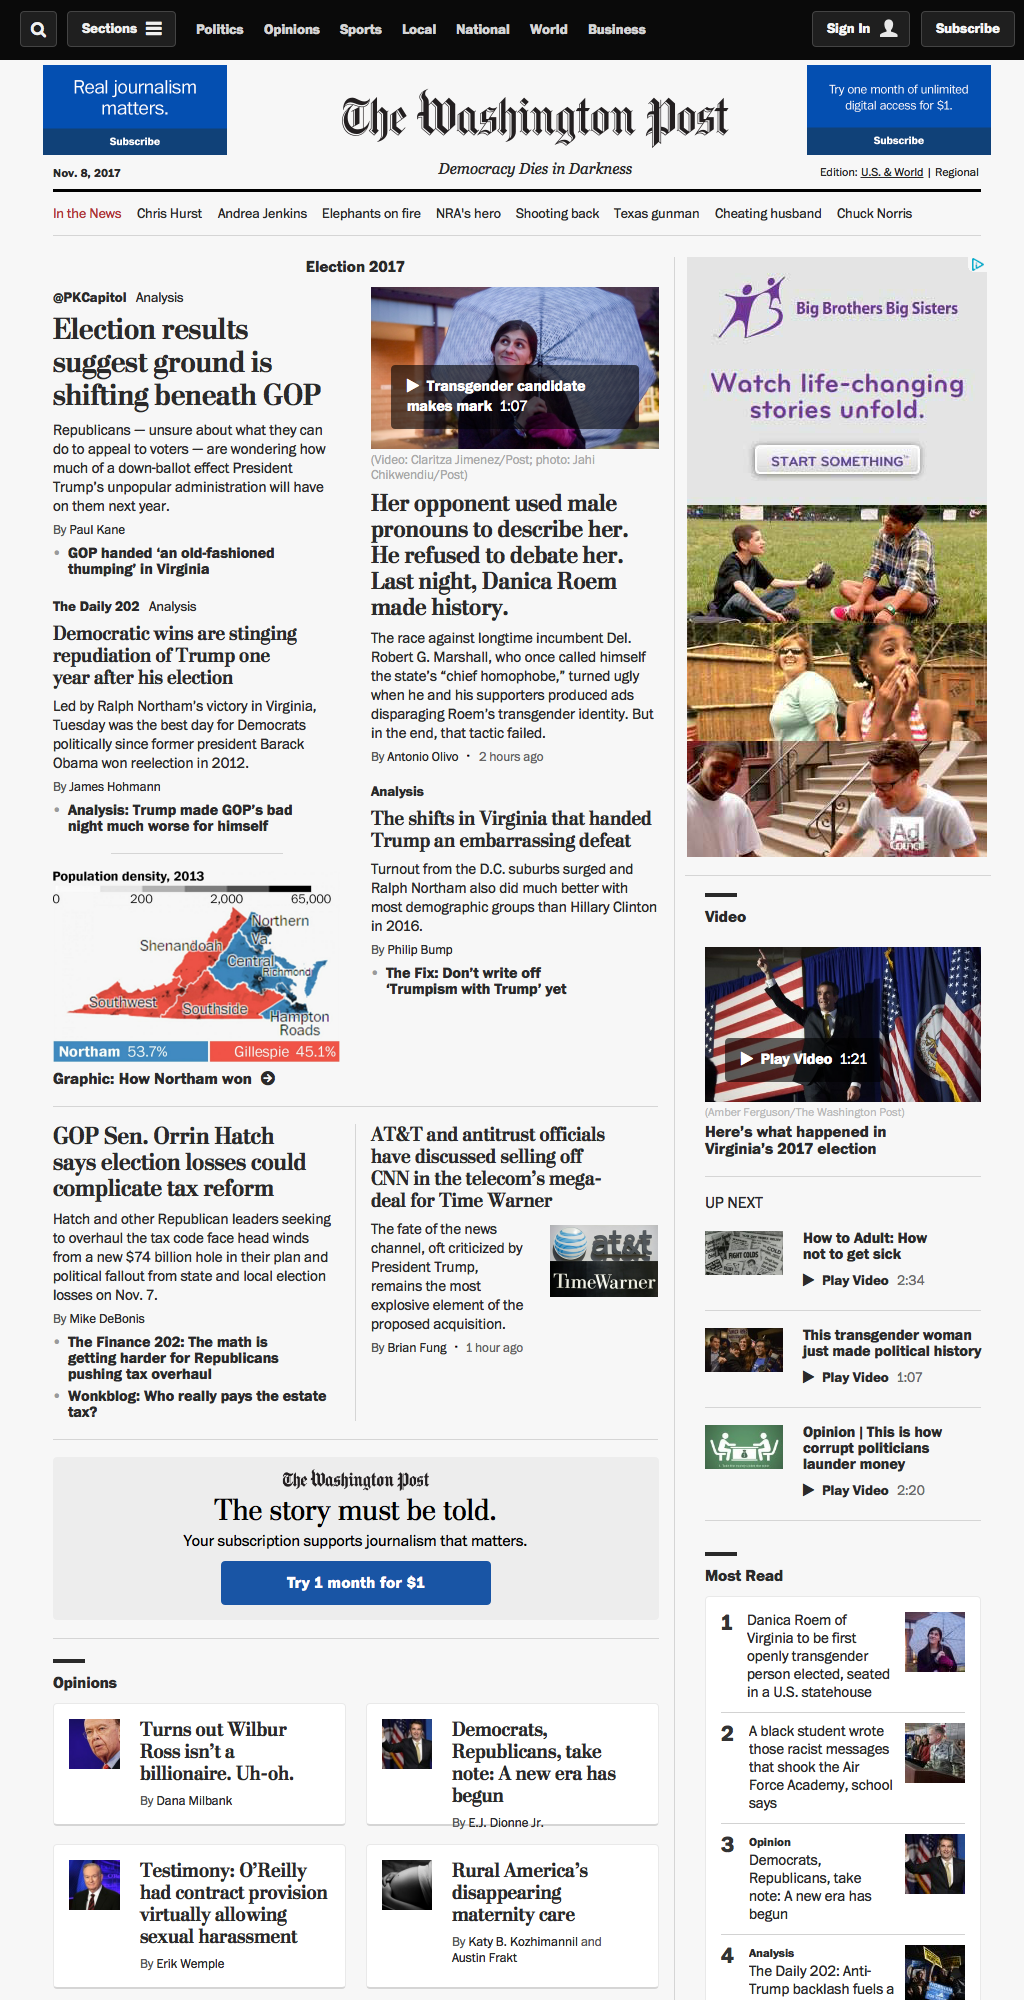 Sections
Politics Opinions Sports Local National World Business
Sign In
Subscribe
Real journalism
matters.
Subscribe
The Washington Post
Democracy Dies in Darkness
Try one month of unlimited
digital access for $1.
Subscribe
Nov. 8, 2017
Edition: U.S. & World | Regional
In the News Chris Hurst Andrea Jenkins Elephants on fire NRA's hero Shooting back Texas gunman Cheating husband Chuck Norris
Election 2017
@PKCapitol Analysis
Election results
suggest ground is
shifting beneath GOP
Republicans — unsure about what they can
do to appeal to voters — are wondering how
much of a down-ballot effect President
Trump's unpopular administration will have
on them next year.
By Paul Kane
• GOP handed ‘an old-fashioned
thumping’ in Virginia
The Daily 202 Analysis
Democratic wins are stinging
repudiation of Trump one
year after his election
Led by Ralph Northam's victory in Virginia,
Tuesday was the best day for Democrats
politically since former president Barack
Obama won reelection in 2012.
By James Hohmann
• Analysis: Trump made GOP’s bad
night much worse for himself
Population density, 2013
0 200 2,000 65,000
Northern
Va.
Shenandoah
Central
Richmond
Southwest
Southside
Hampton
Roads
Northam 53.7% Gillespie 45.1%
Graphic: How Northam won
Transgender candidate
makes mark 1:07
(Video: Claritza Jimenez/Post; photo: Jahi
Chikwendiu/Post)
Her opponent used male
pronouns to describe her.
He refused to debate her.
Last night, Danica Roem
made history.
The race against longtime incumbent Del.
Robert G. Marshall, who once called himself
the state's “chief homophobe,” turned ugly
when he and his supporters produced ads
disparaging Roem's transgender identity. But
in the end, that tactic failed.
By Antonio Olivo • 2 hours ago
Analysis
The shifts in Virginia that handed
Trump an embarrassing defeat
Turnout from the D.C. suburbs surged and
Ralph Northam also did much better with
most demographic groups than Hillary Clinton
in 2016.
By Philip Bump
• The Fix: Don’t write off
‘Trumpism with Trump’ yet
GOP Sen. Orrin Hatch
says election losses could
complicate tax reform
Hatch and other Republican leaders seeking
to overhaul the tax code face head winds
from a new $74 billion hole in their plan and
political fallout from state and local election
losses on Nov. 7.
By Mike DeBonis
• The Finance 202: The math is
getting harder for Republicans
pushing tax overhaul
• Wonkblog: Who really pays the estate
tax?
AT&T and antitrust officials
have discussed selling off
CNN in the telecom’s mega-
deal for Time Warner
The fate of the news
channel, oft criticized by
President Trump,
remains the most
explosive element of the
proposed acquisition.
By Brian Fung • 1 hour ago
at&t
TimeWarner
The Washington Post
The story must be told.
Your subscription supports journalism that matters.
Try 1 month for $1
Opinions
Turns out Wilbur
Ross isn’t a
billionaire. Uh-oh.
By Dana Milbank
Democrats,
Republicans, take
note: A new era has
begun
By E.J. Dionne Jr.
Testimony: O’Reilly
had contract provision
virtually allowing
sexual harassment
By Erik Wemple
Rural America’s
disappearing
maternity care
By Katy B. Kozhimannil and
Austin Frakt
Big Brothers Big Sisters
Watch life-changing
stories unfold.
START SOMETHING™
Ad
Council
Video
Play Video 1:21
(Amber Ferguson/The Washington Post)
Here’s what happened in
Virginia’s 2017 election
UP NEXT
FIGHT COLDS
How to Adult: How
not to get sick
Play Video 2:34
This transgender woman
just made political history
Play Video 1:07
Opinion | This is how
corrupt politicians
launder money
Play Video 2:20
Most Read
1 Danica Roem of
Virginia to be first
openly transgender
person elected, seated
in a U.S. statehouse
2 A black student wrote
those racist messages
that shook the Air
Force Academy, school
says
3 Opinion
Democrats,
Republicans, take
note: A new era has
begun
4 Analysis
The Daily 202: Anti-
Trump backlash fuels a